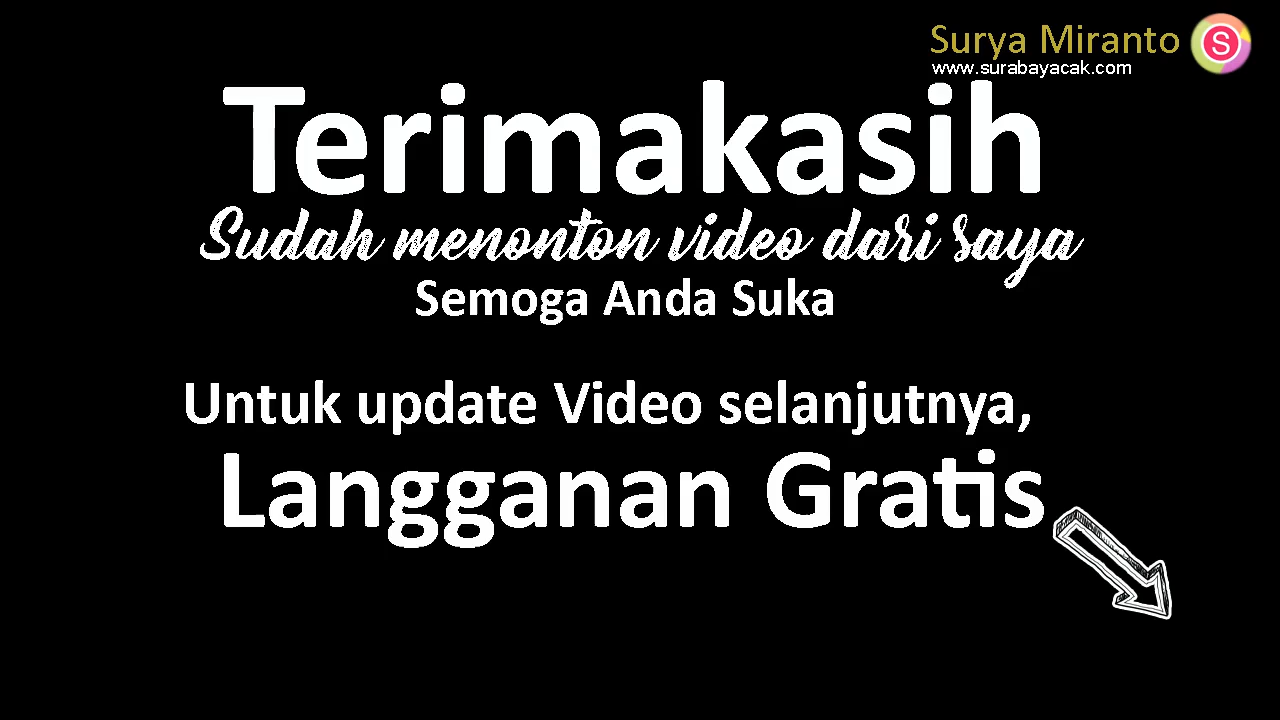 Surya Miranto
S
www.surabayacak.com
Terimakasih
Sudah menonton video dari saya
Semoga Anda Suka
Untuk update Video selanjutnya,
Langganan Gratis